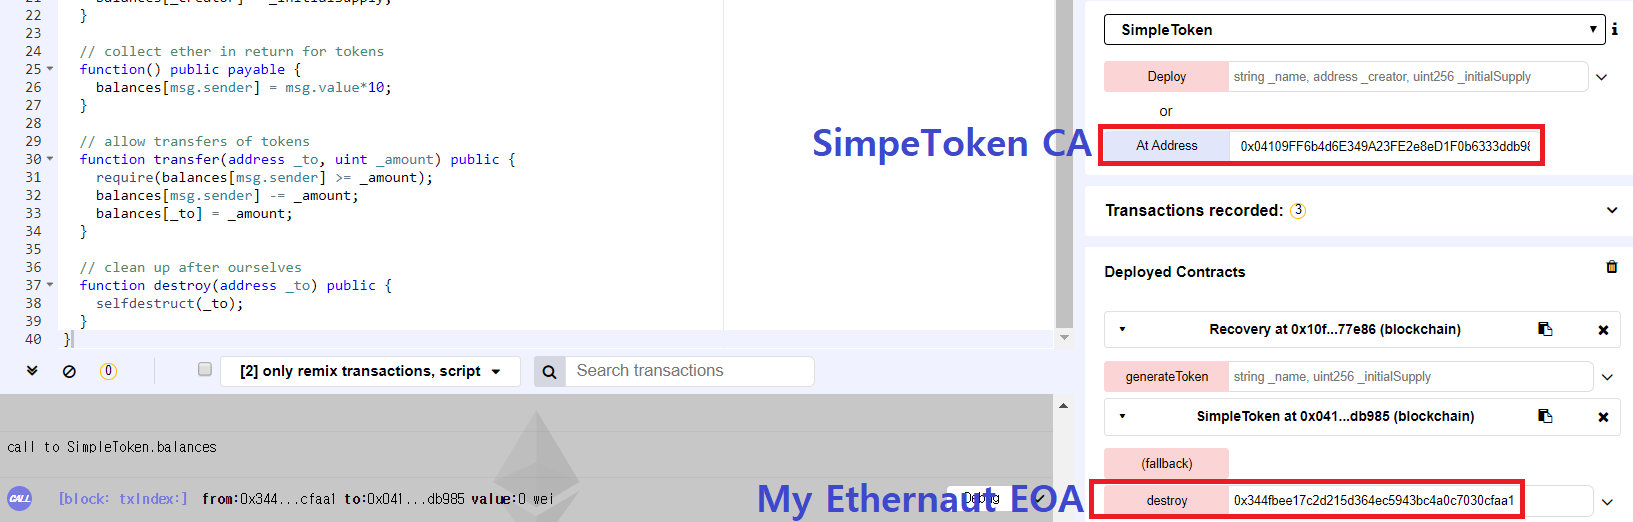 21 balances[_creator] = _initialSupply;
22 }
23
24 // collect ether in return for tokens
25 function() public payable {
26 balances[msg.sender] = msg.value*10;
27 }
28
29 // allow transfers of tokens
30 function transfer(address _to, uint _amount) public {
31 require(balances[msg.sender] >= _amount);
32 balances[msg.sender] -= _amount;
33 balances[_to] = _amount;
34 }
35
36 // clean up after ourselves
37 function destroy(address _to) public {
38 selfdestruct(_to);
39 }
40 }
0 [2] only remix transactions, script Search transactions
call to SimpleToken.balances
CALL [block: txIndex:] from:0x344...cfaa1 to:0x041...db985 value:0 wei Debug
SimpleToken
Deploy string _name, address _creator, uint256 _initialSupply
or
SimpeToken CA
At Address 0x04109FF6b4d6E349A23FE2e8eD1F0b6333ddb98
Transactions recorded: 3
Deployed Contracts
Recovery at 0x10f...77e86 (blockchain)
generateToken string _name, uint256 _initialSupply
SimpleToken at 0x041...db985 (blockchain)
(fallback)
My Ethernaut EOA
destroy 0x344fbee17c2d215d364ec5943bc4a0c7030cfaa1